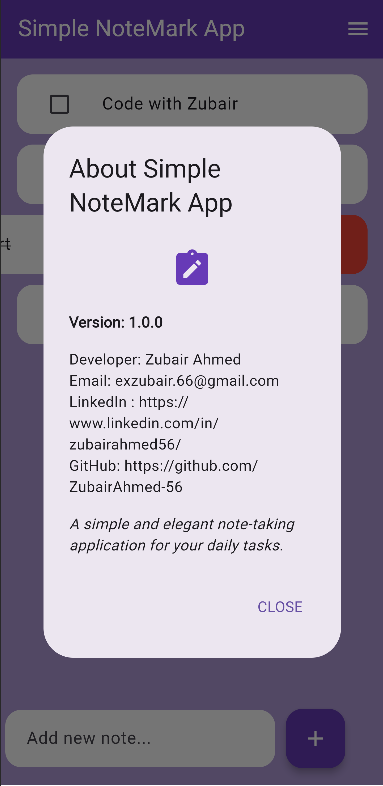 Simple NoteMark App
Code with Zubair
About Simple
NoteMark App
Version: 1.0.0
Developer: Zubair Ahmed
Email: exzubair.66@gmail.com
LinkedIn : https://
www.linkedin.com/in/
zubairahmed56/
GitHub: https://github.com/
ZubairAhmed-56
A simple and elegant note-taking
application for your daily tasks.
CLOSE
Add new note...